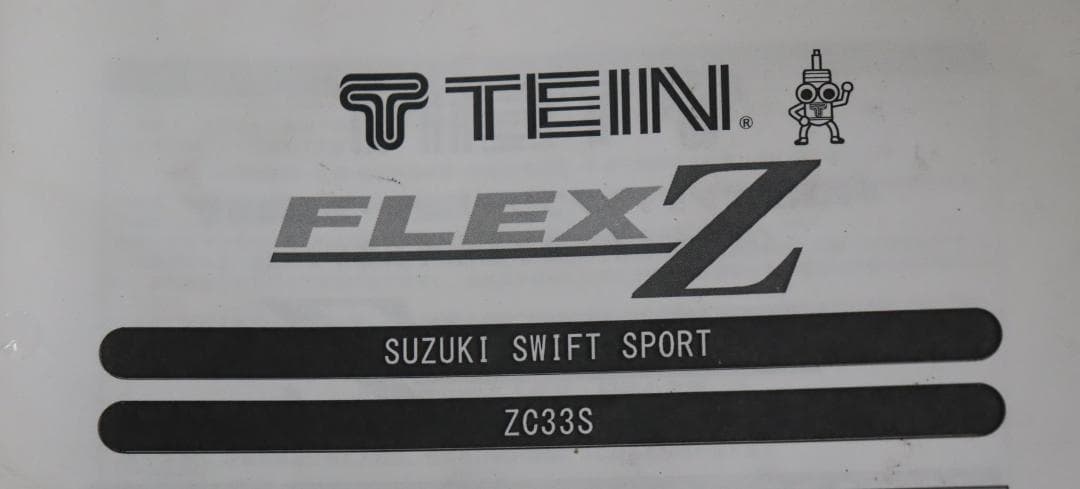 T TEIN®
FLEX Z
SUZUKI SWIFT SPORT
ZC33S